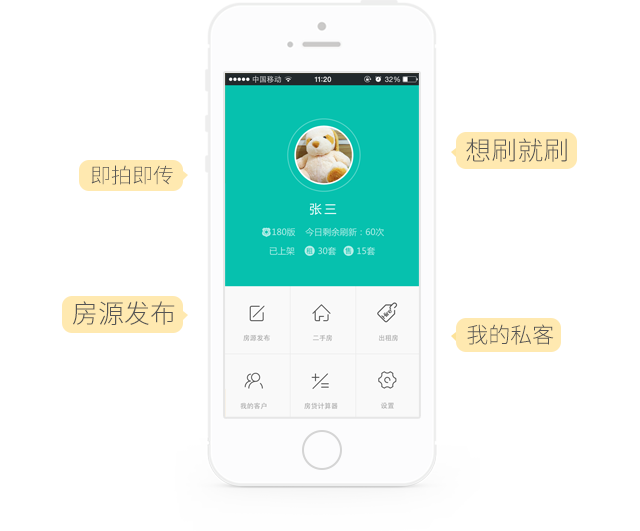 中国移动 11:20 32%
想刷就刷
即拍即传
张三
180版 今日剩余刷新：60次
已上架 租 30套 售 15套
房源发布
我的私客
房源发布 二手房 出租房
我的客户 房贷计算器 设置